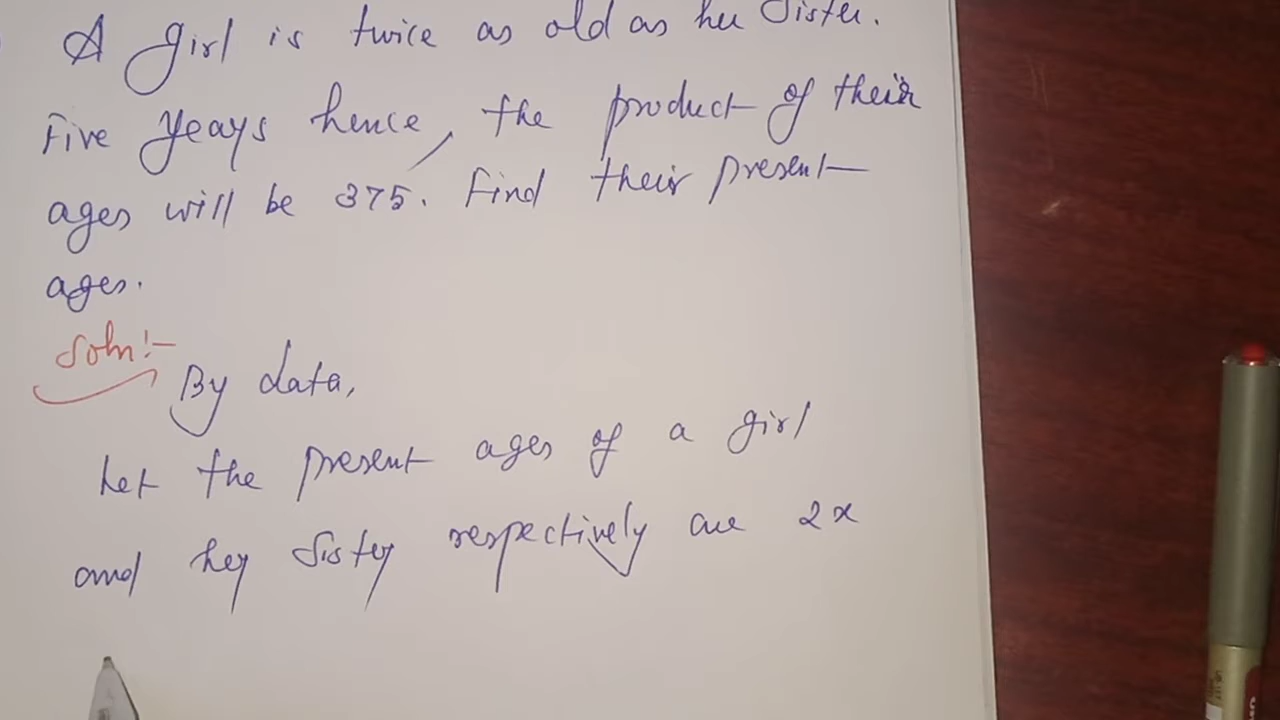 A girl is twice as old as her sister.
Five years hence, the product of their
ages will be 375. Find their present
ages.
Soln:-
By data,
Let the present ages of a girl
and her sister respectively are 2x